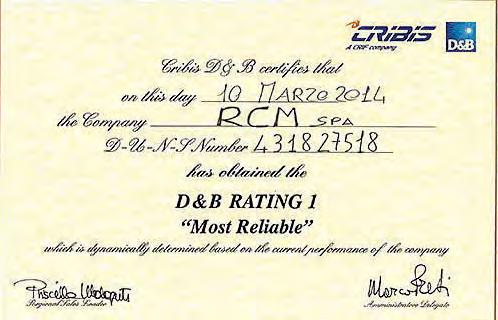 CRIBIS
A CRIF company
D&B
Cribis D&B certifies that
on this day 10 MARZO 2014
the Company RCM SPA
D-U-N-S Number 431827518
has obtained the
D&B RATING 1
“Most Reliable”
which is dynamically determined based on the current performance of the company
Regional Sales Leader
Amministratore Delegato